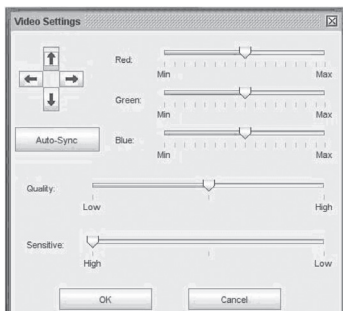 Video Settings
Red:
Min Max
Green:
Min Max
Auto-Sync
Blue:
Min Max
Quality:
Low High
Sensitive:
High Low
OK Cancel